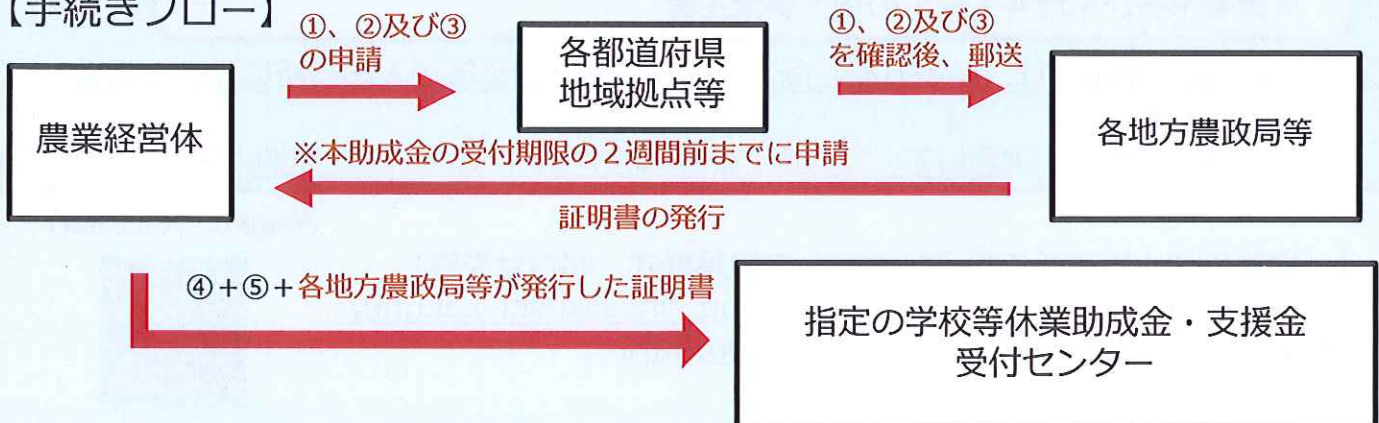 【手続きフロー】
①、②及び③
の申請
①、②及び③
を確認後、郵送
各都道府県
地域拠点等
農業経営体
各地方農政局等
※本助成金の受付期限の２週間前までに申請
証明書の発行
④+⑤+各地方農政局等が発行した証明書
指定の学校等休業助成金・支援金
受付センター